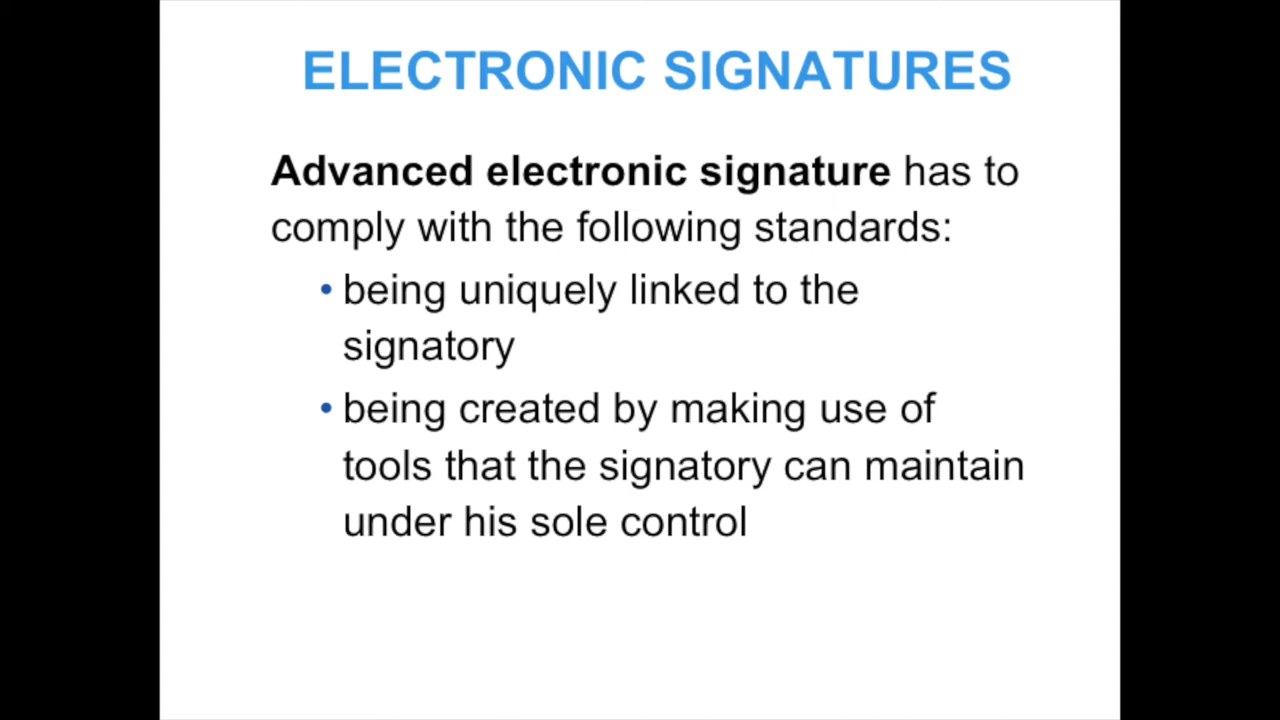 ELECTRONIC SIGNATURES
Advanced electronic signature has to
comply with the following standards:
• being uniquely linked to the
signatory
• being created by making use of
tools that the signatory can maintain
under his sole control